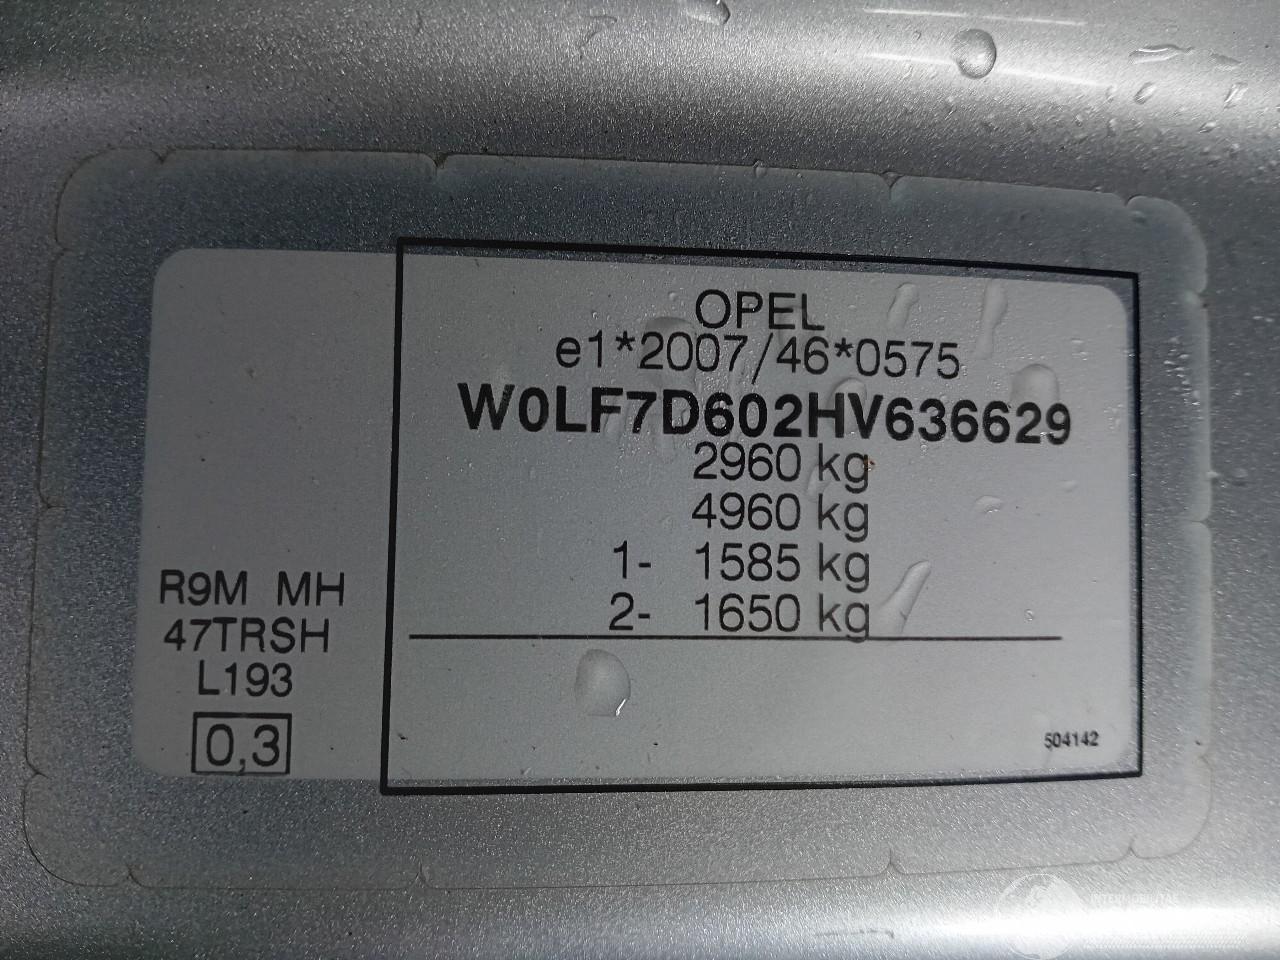 OPEL
e1*2007/46*0575
W0LF7D602HV636629
2960 kg
4960 kg
1- 1585 kg
2- 1650 kg
R9M MH
47TRSH
L193
0,3
504142
INTERMOBILITAE